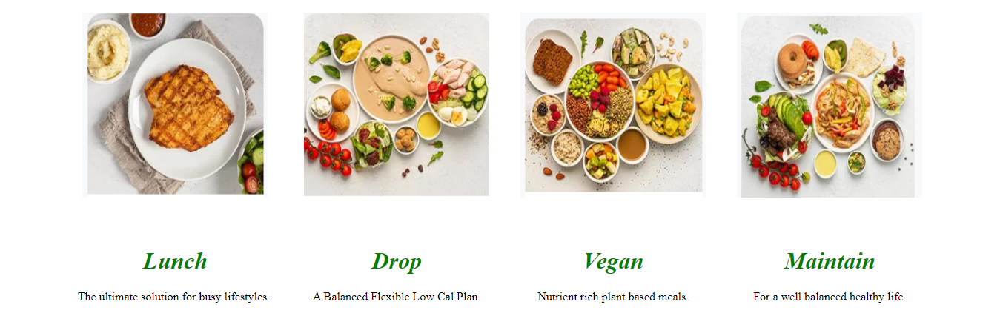 Lunch
Drop
Vegan
Maintain
The ultimate solution for busy lifestyles .
A Balanced Flexible Low Cal Plan.
Nutrient rich plant based meals.
For a well balanced healthy life.